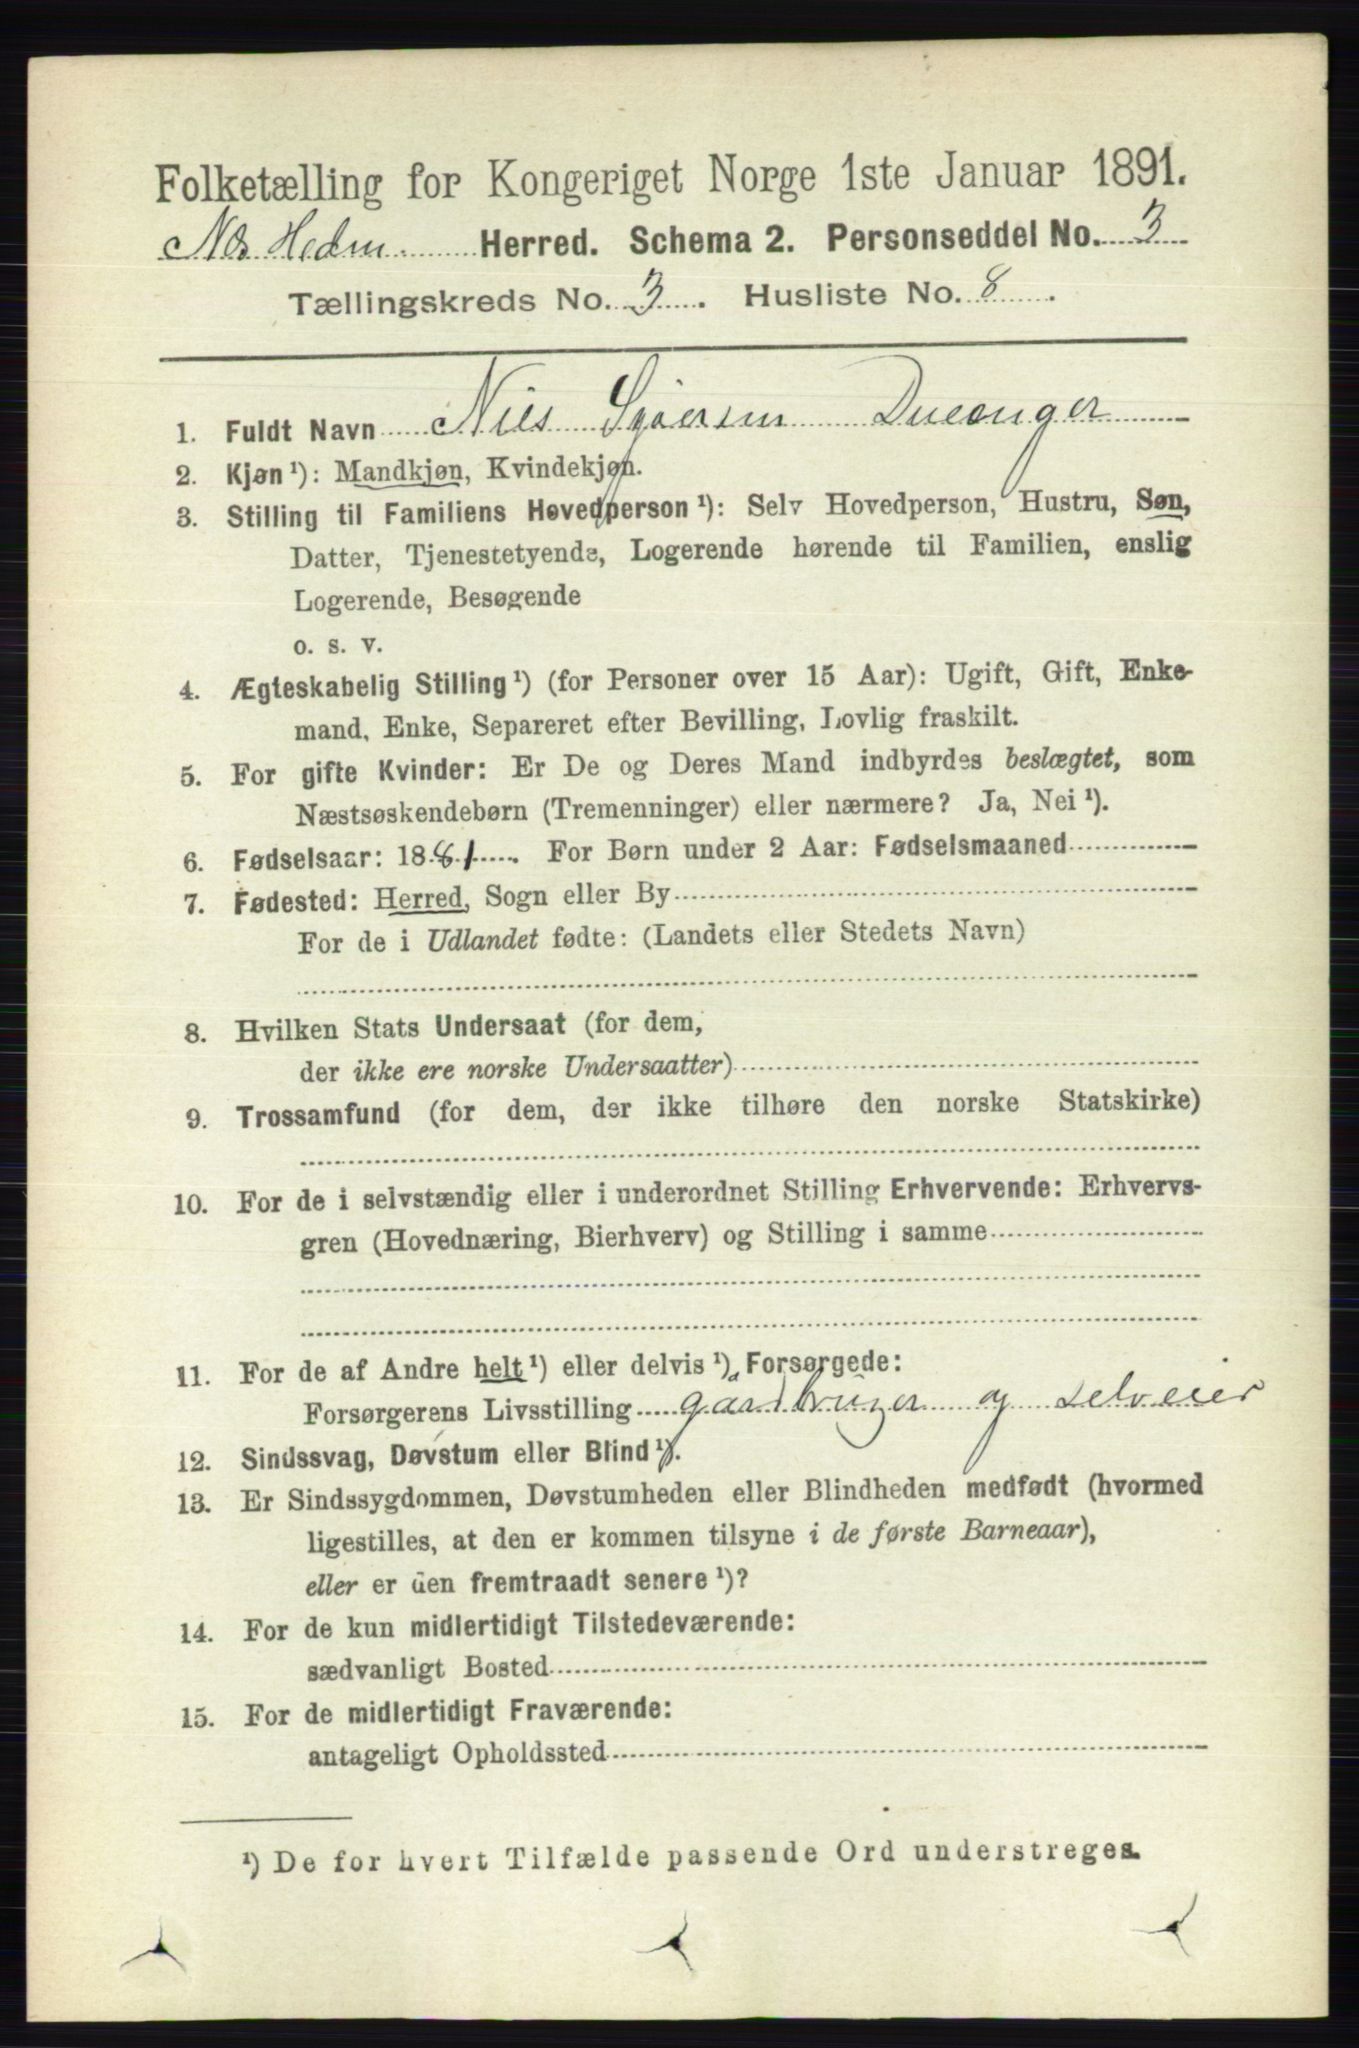 Folketælling for Kongeriget Norge 1ste Januar 1891.
Nes Hedm. Herred. Schema 2. Personseddel No. 3
Tællingskreds No. 3. Husliste No. 8.
1. Fuldt Navn Nils
2. Kjøn ¹): Mandkjøn, Kvindekjøn.
3. Stilling til Familiens Hovedperson ¹): Selv Hovedperson, Hustru, Søn,
Datter, Tjenestetyende, Logerende hørende til Familien, enslig
Logerende, Besøgende
o. s. v.
4. Ægteskabelig Stilling ¹) (for Personer over 15 Aar): Ugift, Gift, Enke-
mand, Enke, Separeret efter Bevilling, Lovlig fraskilt.
5. For gifte Kvinder: Er De og Deres Mand indbyrdes beslægtet, som
Næstsøskendebørn (Tremenninger) eller nærmere? Ja, Nei ¹).
6. Fødselsaar: 1881. For Børn under 2 Aar: Fødselsmaaned
7. Fødested: Herred, Sogn eller By
For de i Udlandet fødte: (Landets eller Stedets Navn)
8. Hvilken Stats Undersaat (for dem,
der ikke ere norske Undersaatter)
9. Trossamfund (for dem, der ikke tilhøre den norske Statskirke)
10. For de i selvstændig eller i underordnet Stilling Erhvervende: Erhvervs-
gren (Hovednæring, Bierhverv) og Stilling i samme
11. For de af Andre helt ¹) eller delvis ¹) Forsørgede:
Forsørgerens Livsstilling gårdbruger og selveier
12. Sindssvag, Døvstum eller Blind ¹).
13. Er Sindssygdommen, Døvstumheden eller Blindheden medfødt (hvormed
ligestilles, at den er kommen tilsyne i de første Barneaar),
eller er den fremtraadt senere ¹)?
14. For de kun midlertidigt Tilstedeværende:
sædvanligt Bosted
15. For de midlertidigt Fraværende:
antageligt Opholdssted
¹) De for hvert Tilfælde passende Ord understreges.